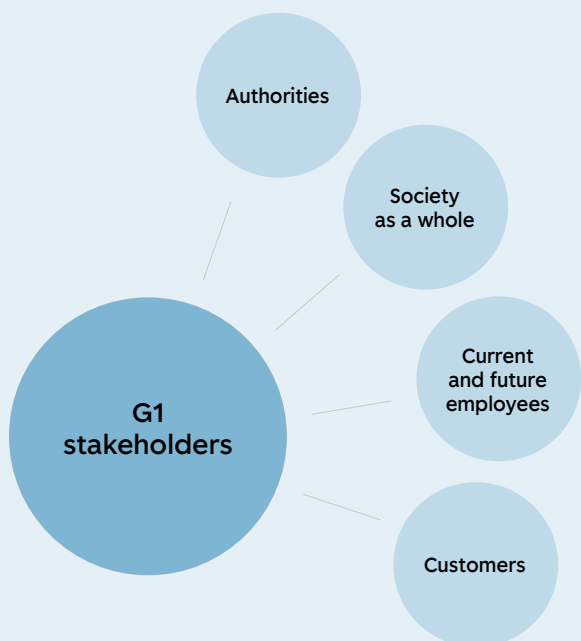 Authorities
Society
as a whole
Current
and future
employees
G1
stakeholders
Customers